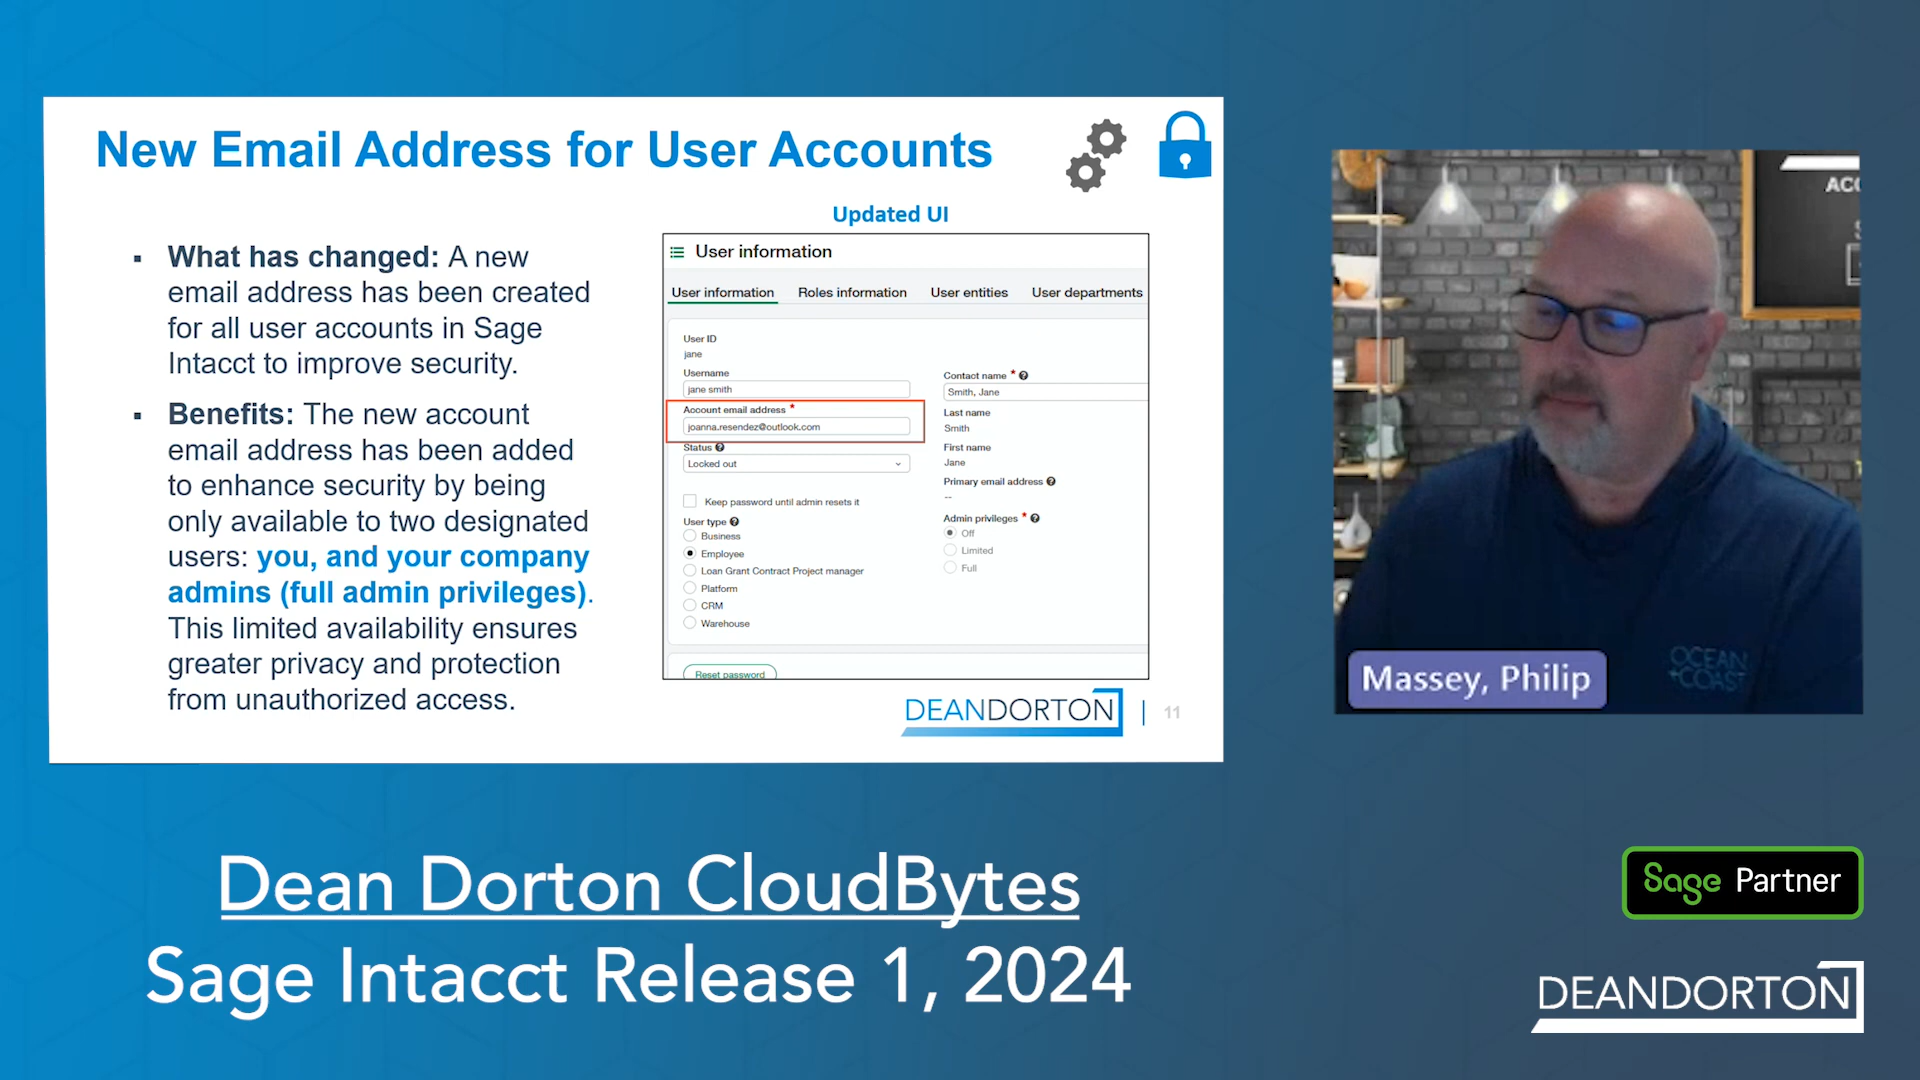 New Email Address for User Accounts
Updated UI
▪ What has changed: A new
email address has been created
for all user accounts in Sage
Intacct to improve security.
▪ Benefits: The new account
email address has been added
to enhance security by being
only available to two designated
users: you, and your company
admins (full admin privileges).
This limited availability ensures
greater privacy and protection
from unauthorized access.
User information
User information Roles information User entities User departments
User ID
jane
Username
jane smith
Account email address *
joanna.resendez@outlook.com
Status
Locked out
Keep password until admin resets it
User type
Business
Employee
Loan Grant Contract Project manager
Platform
CRM
Warehouse
Contact name *
Smith, Jane
Last name
Smith
First name
Jane
Primary email address
--
Admin privileges *
Off
Limited
Full
Reset password
DEANDORTON | 11
OCEAN
+COAST
Massey, Philip
Dean Dorton CloudBytes
Sage Intacct Release 1, 2024
Sage Partner
DEANDORTON